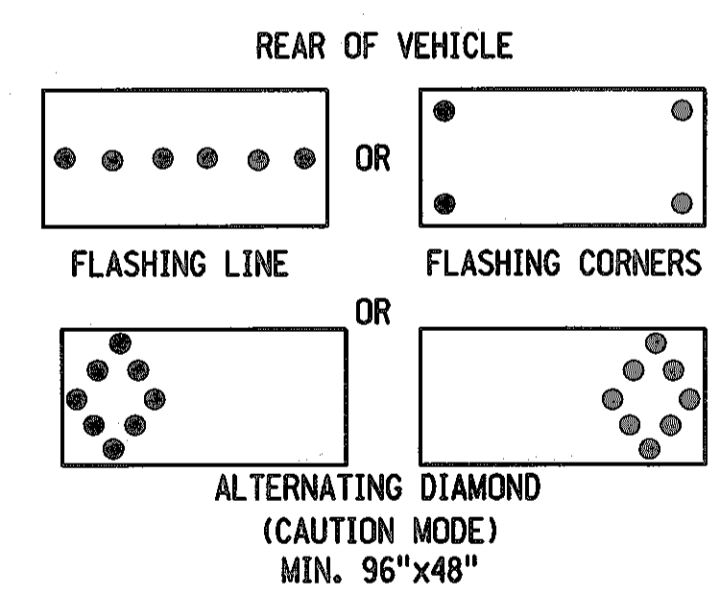 REAR OF VEHICLE
OR
FLASHING LINE
FLASHING CORNERS
OR
ALTERNATING DIAMOND
(CAUTION MODE)
MIN. 96"x48"